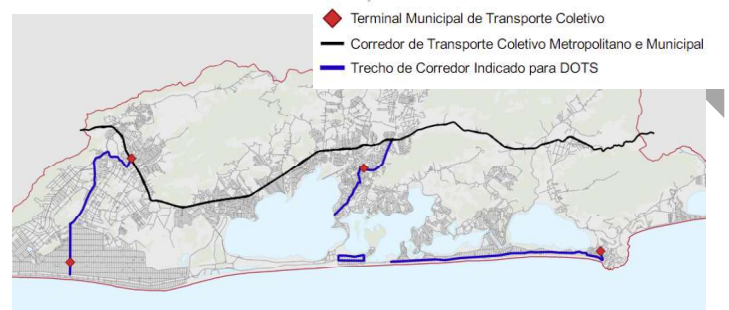 Terminal Municipal de Transporte Coletivo
Corredor de Transporte Coletivo Metropolitano e Municipal
Trecho de Corredor Indicado para DOTS